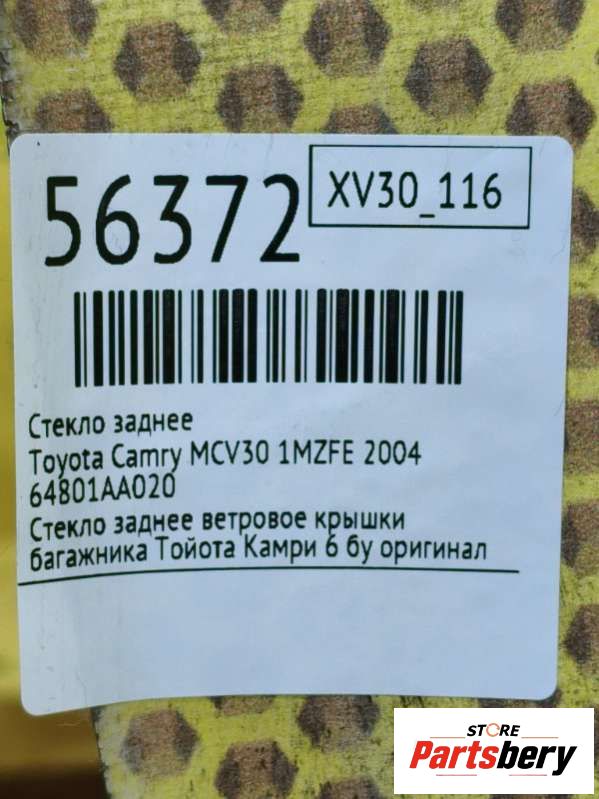 56372
XV30_116
Стекло заднее
Toyota Camry MCV30 1MZFE 2004
64801AA020
Стекло заднее ветровое крышки
багажника Тойота Камри 6 бу оригинал
STORE
Partsbery